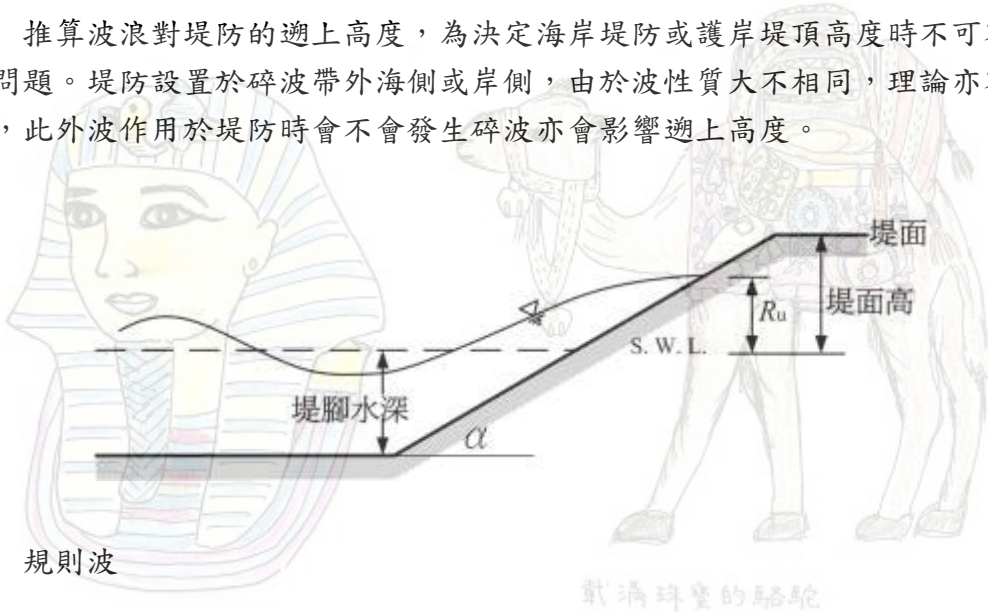 推算波浪對堤防的遡上高度，為決定海岸堤防或護岸堤頂高度時不可
問題。堤防設置於碎波帶外海側或岸側，由於波性質大不相同，理論亦
，此外波作用於堤防時會不會發生碎波亦會影響遡上高度。
堤面
R_u
堤面高
S. W. L.
堤腳水深
α
規則波
戴滿珠寶的駱駝